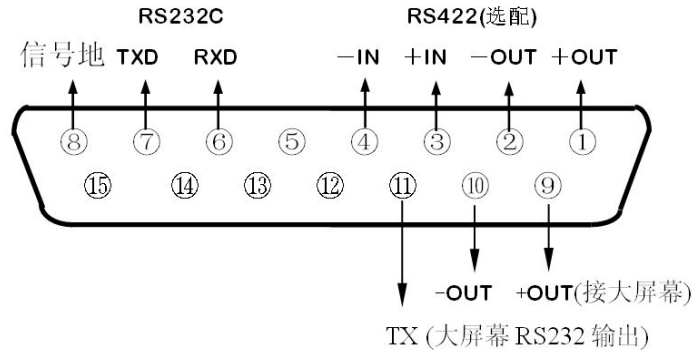 RS232C RS422(选配)
信号地 TXD RXD －IN ＋IN －OUT ＋OUT
⑧ ⑦ ⑥ ⑤ ④ ③ ② ①
⑮ ⑭ ⑬ ⑫ ⑪ ⑩ ⑨
-OUT +OUT(接大屏幕)
TX (大屏幕 RS232 输出)